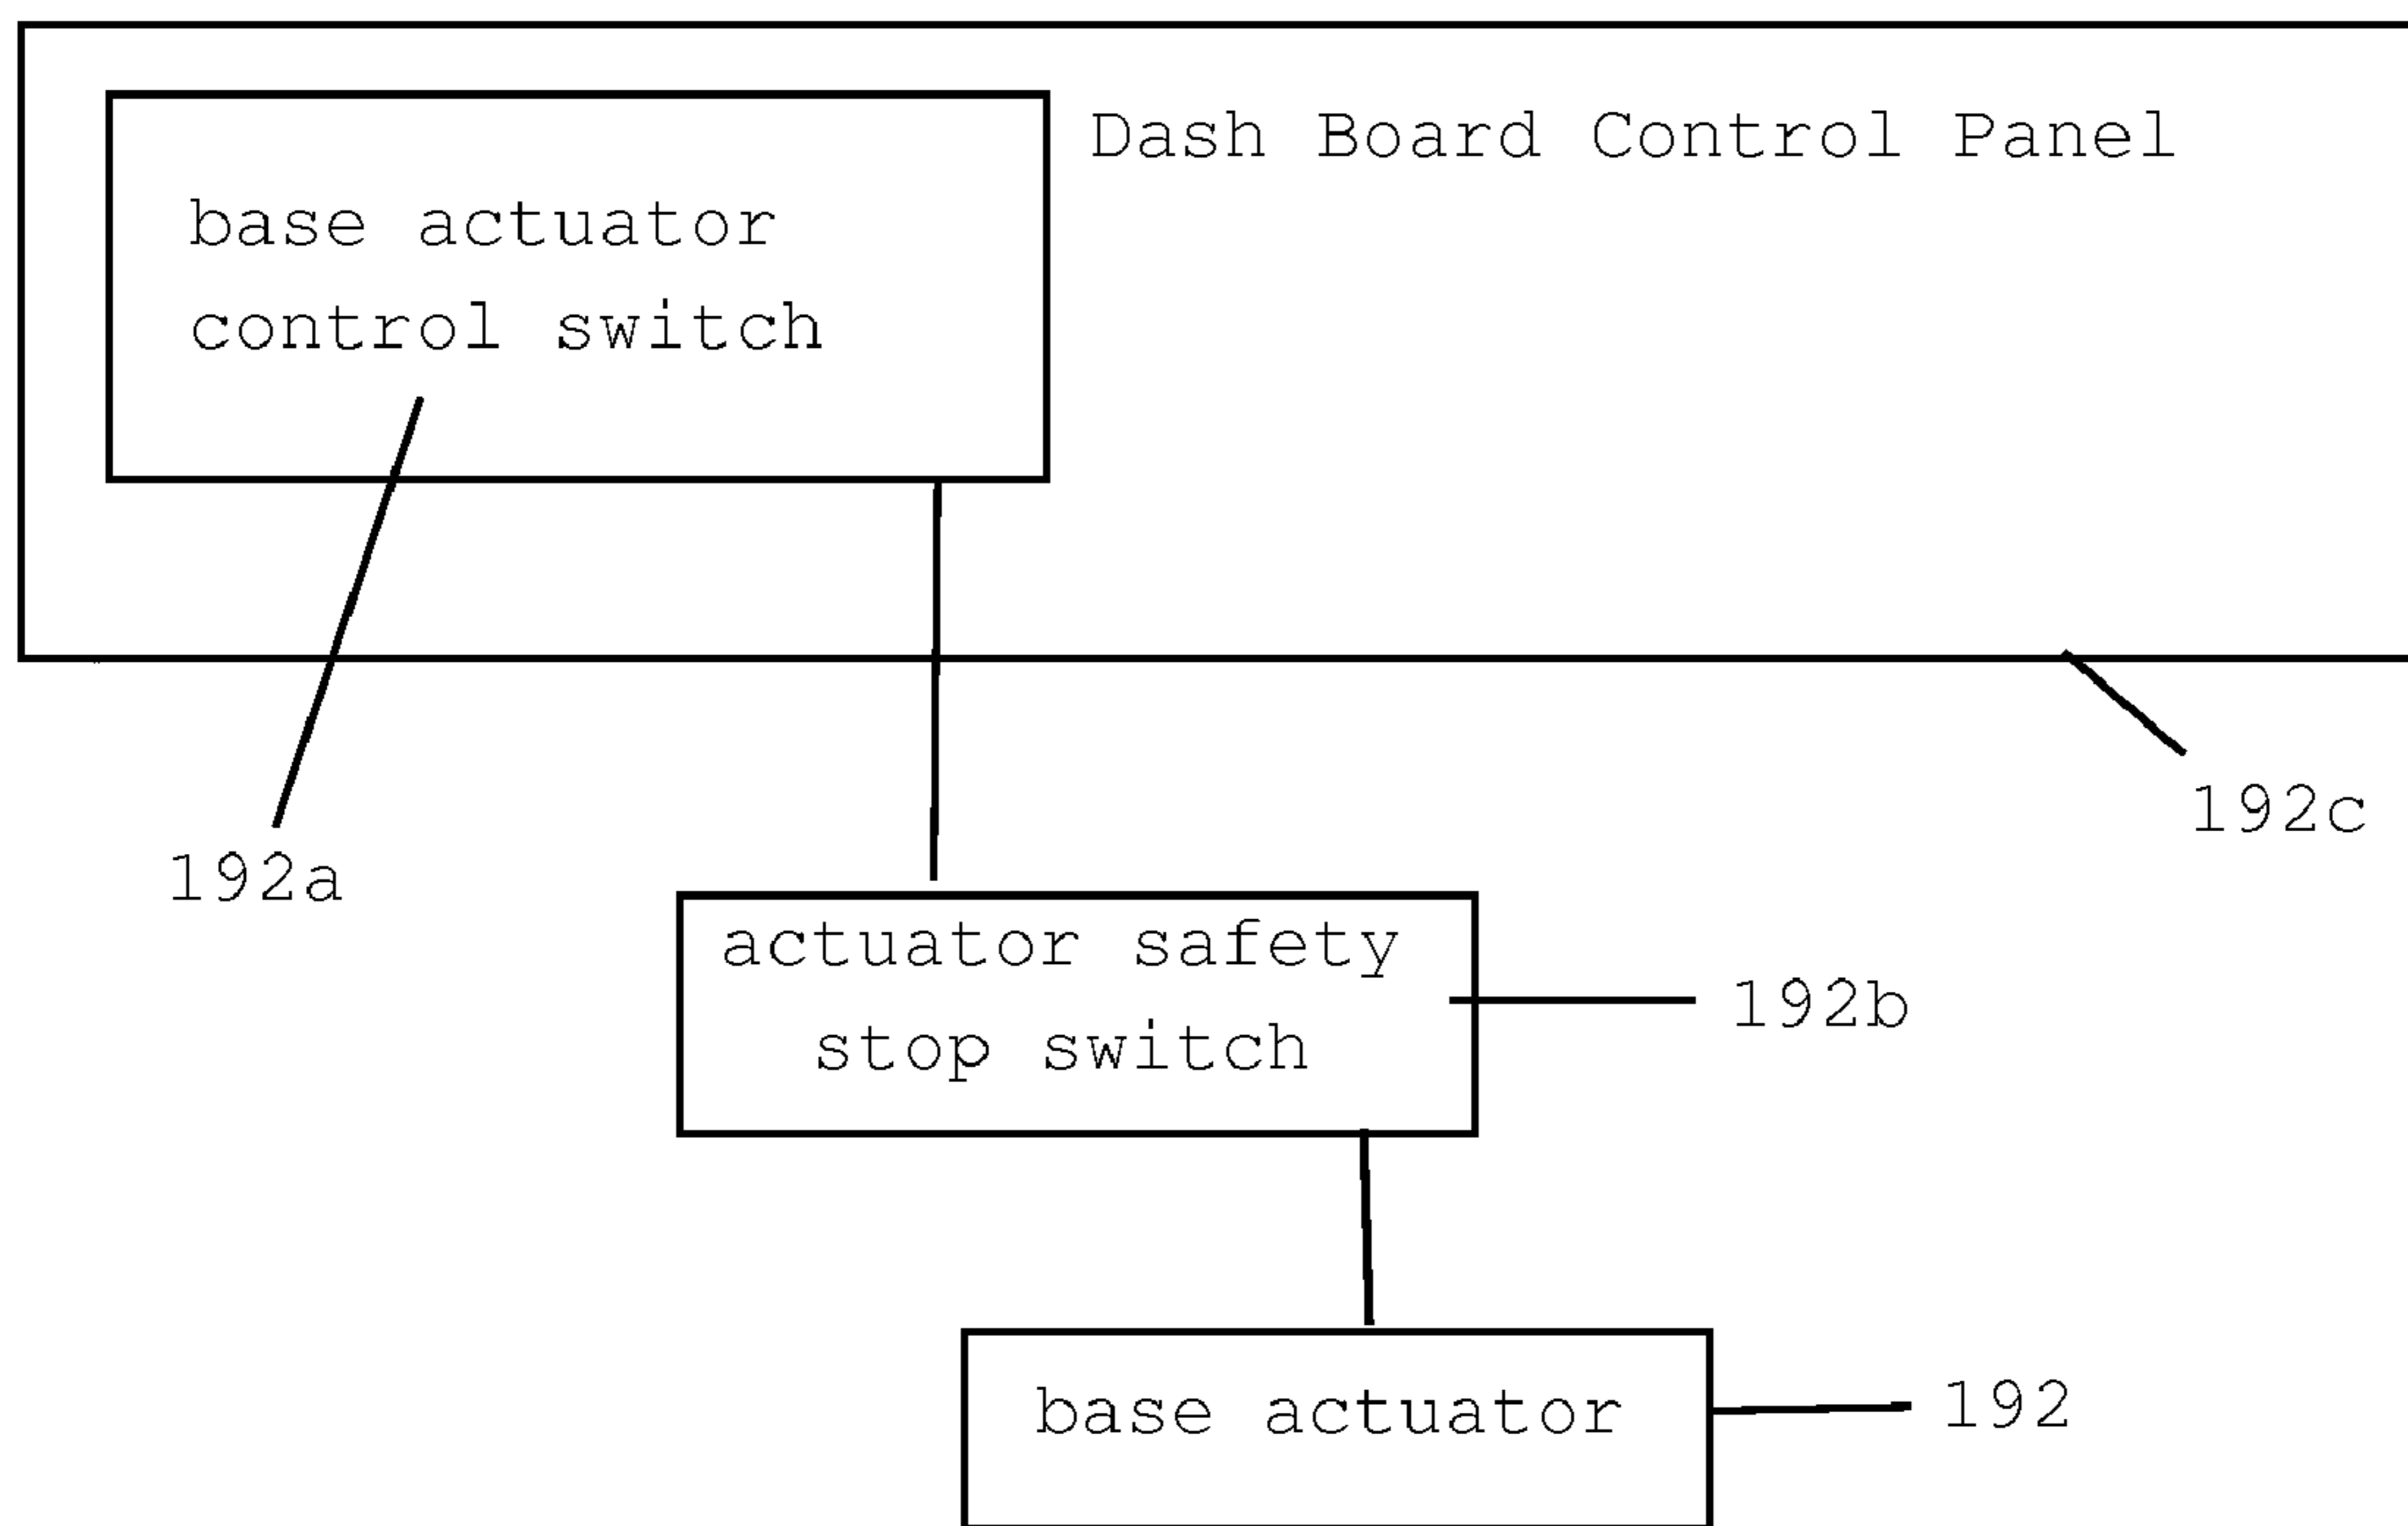 Dash Board Control Panel
base actuator
control switch
192c
192a
actuator safety
stop switch
192b
base actuator
192